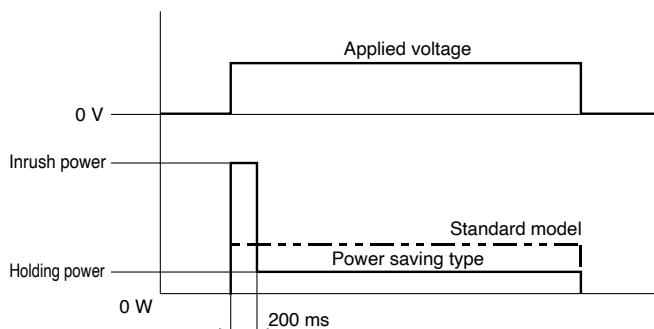 Applied voltage
0 V
Inrush power
Standard model
Power saving type
Holding power
0 W
200 ms